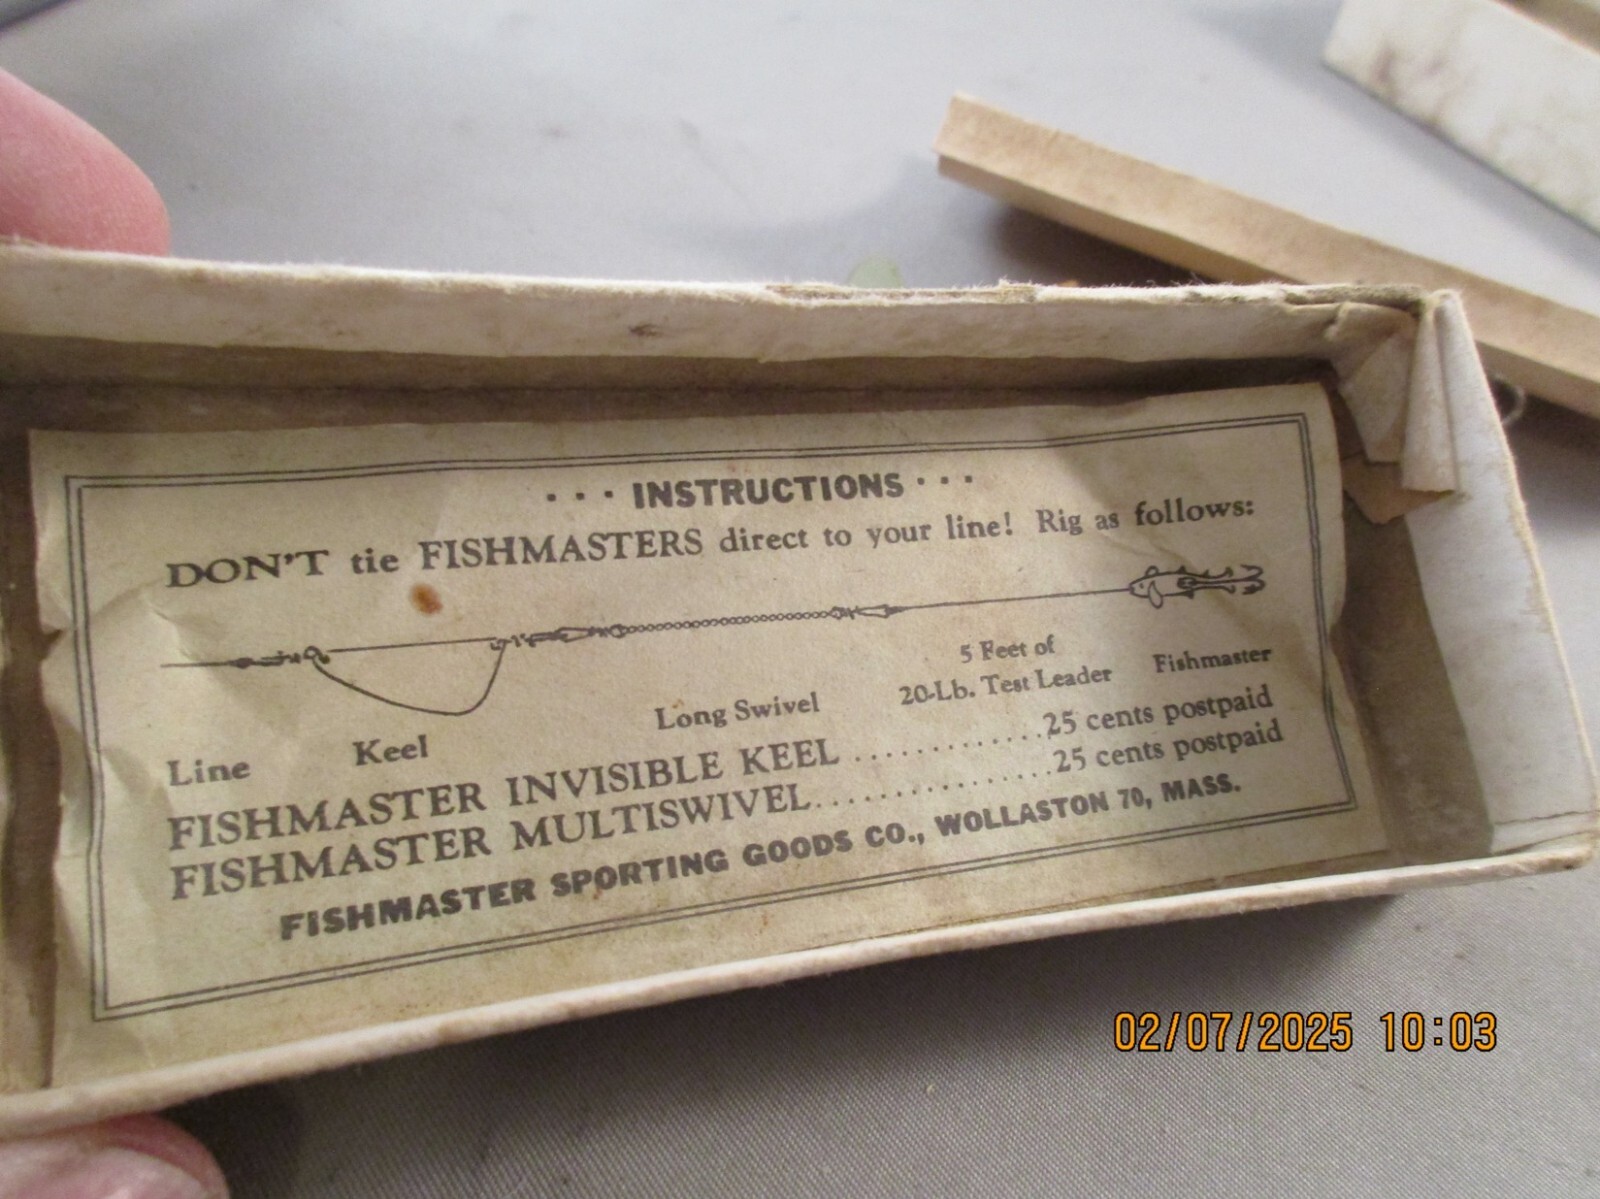 · · · INSTRUCTIONS · · ·
DON'T tie FISHMASTERS direct to your line! Rig as follows:
Line Keel Long Swivel 5 Feet of 20-Lb. Test Leader Fishmaster
FISHMASTER INVISIBLE KEEL ............25 cents postpaid
FISHMASTER MULTISWIVEL...............25 cents postpaid
FISHMASTER SPORTING GOODS CO., WOLLASTON 70, MASS.
02/07/2025 10:03